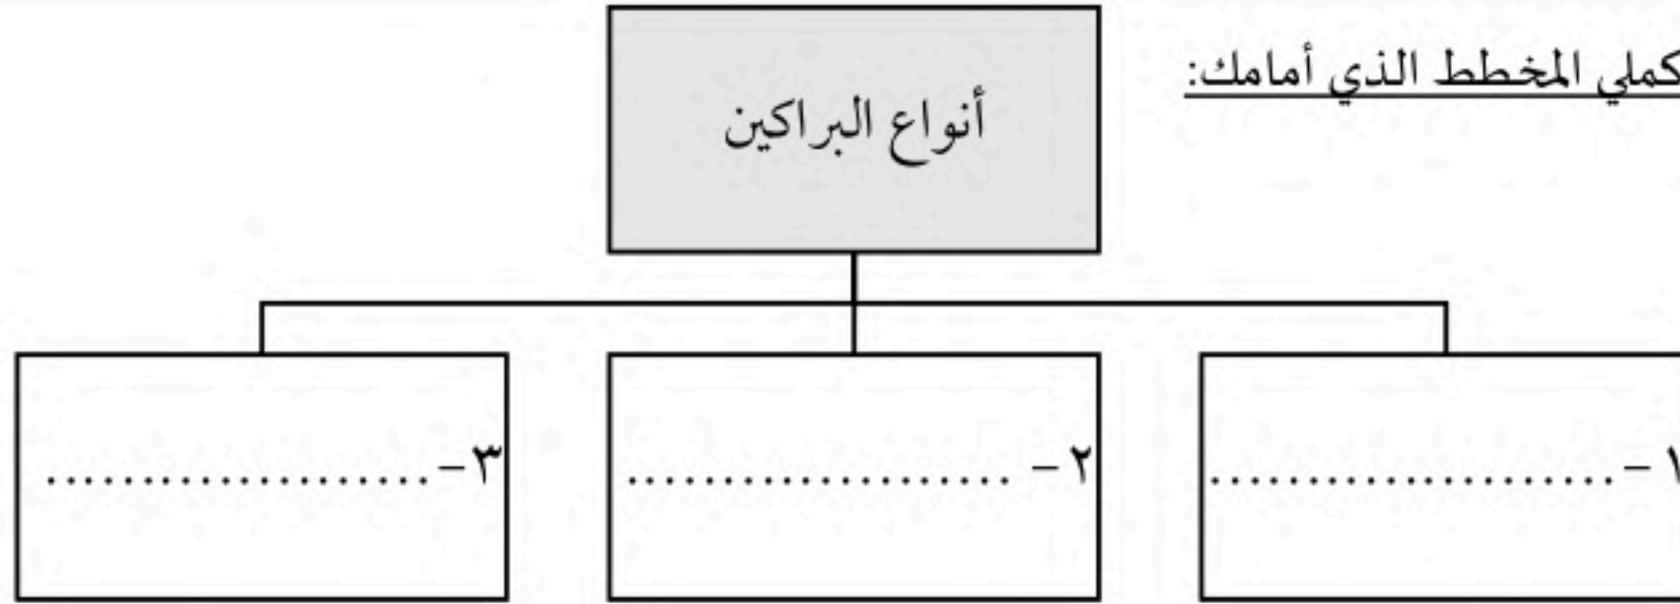 كملي المخطط الذي أمامك:
أنواع البراكين
١- ....................
٢- ....................
٣- ....................